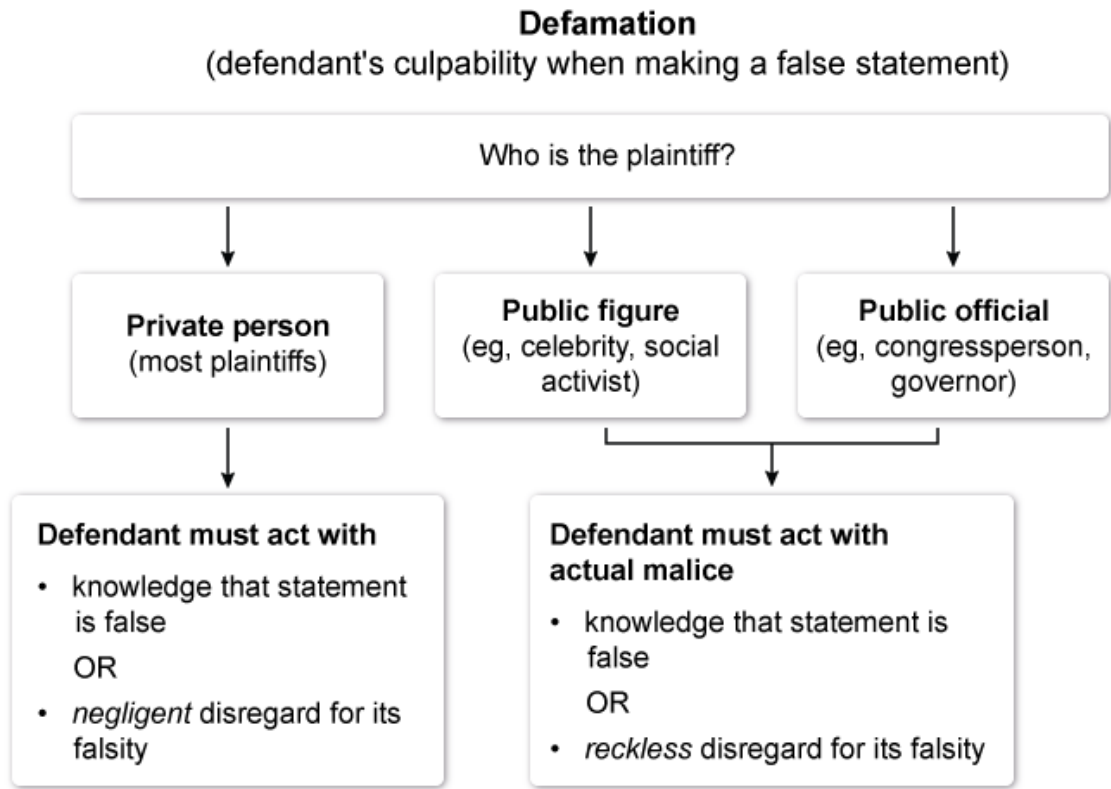 Defamation
(defendant's culpability when making a false statement)
Who is the plaintiff?
Private person
(most plaintiffs)
Public figure
(eg, celebrity, social
activist)
Public official
(eg, congressperson,
governor)
Defendant must act with
• knowledge that statement
is false
OR
• negligent disregard for its
falsity
Defendant must act with
actual malice
• knowledge that statement is
false
OR
• reckless disregard for its falsity